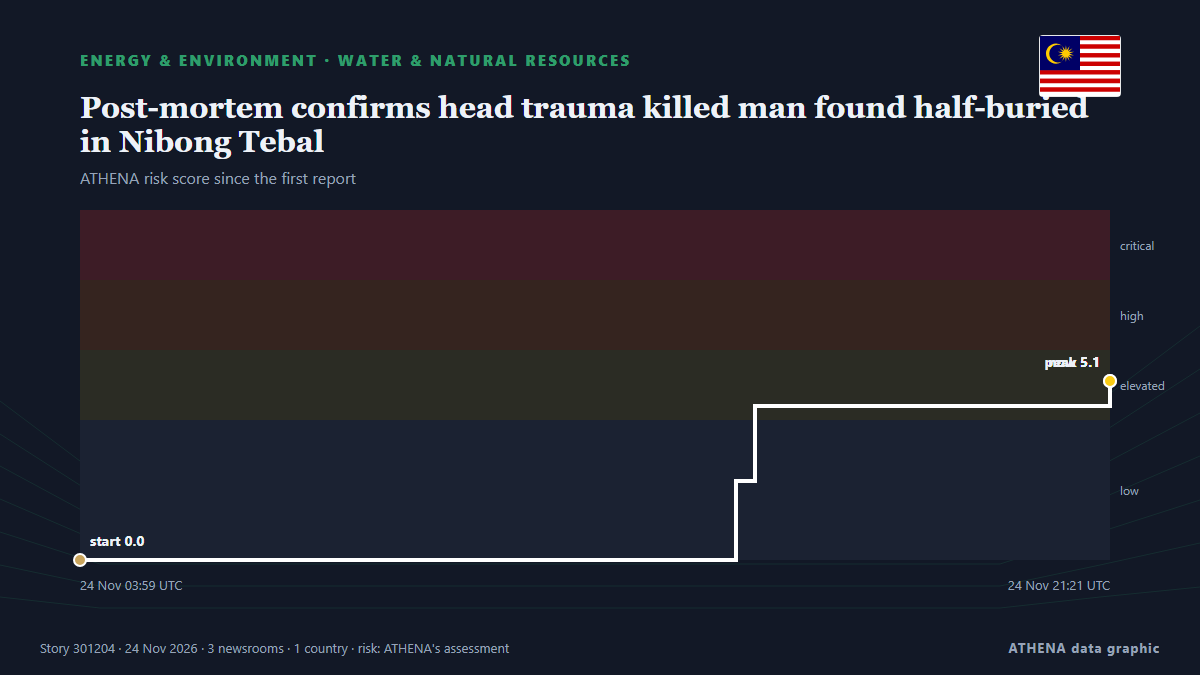 ENERGY & ENVIRONMENT · WATER & NATURAL RESOURCES
Post-mortem confirms head trauma killed man found half-buried
in Nibong Tebal
ATHENA risk score since the first report
critical
high
5.1
elevated
low
start 0.0
24 Nov 03:59 UTC
24 Nov 21:21 UTC
Story 301204 · 24 Nov 2026 · 3 newsrooms · 1 country · risk: ATHENA's assessment
ATHENA data graphic